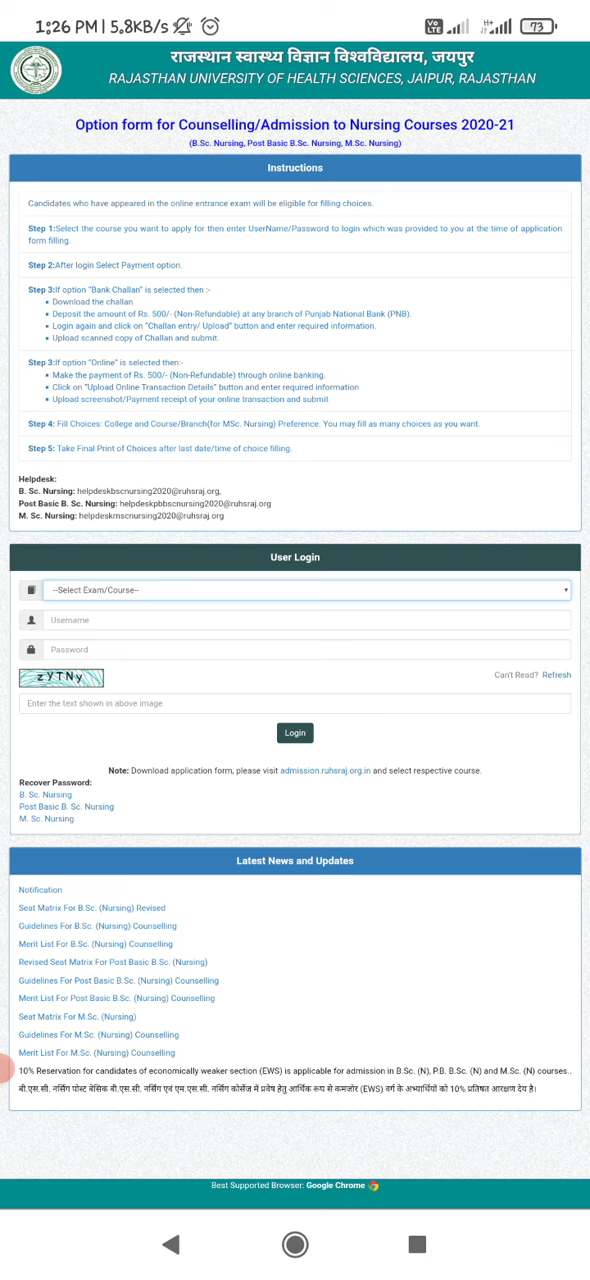 1:26 PM | 5.8KB/s
Vo LTE H+ 73
राजस्थान स्वास्थ्य विज्ञान विश्वविद्यालय, जयपुर
RAJASTHAN UNIVERSITY OF HEALTH SCIENCES, JAIPUR, RAJASTHAN
Option form for Counselling/Admission to Nursing Courses 2020-21
(B.Sc. Nursing, Post Basic B.Sc. Nursing, M.Sc. Nursing)
Instructions
Candidates who have appeared in the online entrance exam will be eligible for filling choices.
Step 1:Select the course you want to apply for then enter UserName/Password to login which was provided to you at the time of application
form filling.
Step 2:After login Select Payment option.
Step 3:If option "Bank Challan" is selected then :-
Download the challan
Deposit the amount of Rs. 500/- (Non-Refundable) at any branch of Punjab National Bank (PNB).
Login again and click on "Challan entry/ Upload" button and enter required information.
Upload scanned copy of Challan and submit.
Step 3:If option "Online" is selected then:-
Make the payment of Rs. 500/- (Non-Refundable) through online banking.
Click on "Upload Online Transaction Details" button and enter required information
Upload screenshot/Payment receipt of your online transaction and submit
Step 4: Fill Choices: College and Course/Branch(for MSc. Nursing) Preference. You may fill as many choices as you want.
Step 5: Take Final Print of Choices after last date/time of choice filling.
Helpdesk:
B. Sc. Nursing: helpdeskbscnursing2020@ruhsraj.org,
Post Basic B. Sc. Nursing: helpdeskpbbscnursing2020@ruhsraj.org
M. Sc. Nursing: helpdeskmscnursing2020@ruhsraj.org
User Login
--Select Exam/Course--
Username
Password
zYTNy
Can't Read? Refresh
Enter the text shown in above image
Login
Note: Download application form, please visit admission.ruhsraj.org.in and select respective course.
Recover Password:
B. Sc. Nursing
Post Basic B. Sc. Nursing
M. Sc. Nursing
Latest News and Updates
Notification
Seat Matrix For B.Sc. (Nursing) Revised
Guidelines For B.Sc. (Nursing) Counselling
Merit List For B.Sc. (Nursing) Counselling
Revised Seat Matrix For Post Basic B.Sc. (Nursing)
Guidelines For Post Basic B.Sc. (Nursing) Counselling
Merit List For Post Basic B.Sc. (Nursing) Counselling
Seat Matrix For M.Sc. (Nursing)
Guidelines For M.Sc. (Nursing) Counselling
Merit List For M.Sc. (Nursing) Counselling
10% Reservation for candidates of economically weaker section (EWS) is applicable for admission in B.Sc. (N), P.B. B.Sc. (N) and M.Sc. (N) courses..
बी.एस.सी. नर्सिंग पोस्ट बेसिक बी.एस.सी. नर्सिंग एवं एम.एस.सी. नर्सिंग कोर्सेज में प्रवेष हेतु आर्थिक रूप से कमजोर (EWS) वर्ग के अभ्यार्थियों को 10% प्रतिषत आरक्षण देय है।
Best Supported Browser: Google Chrome